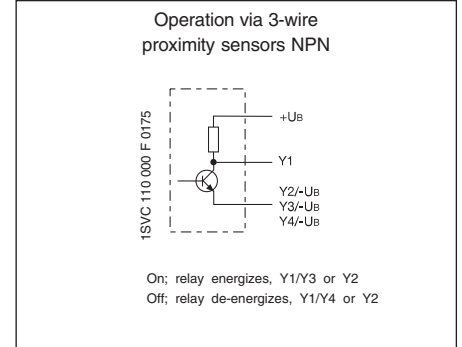 Operation via 3-wire
proximity sensors NPN
1SVC 110 000 F 0175
+UB
Y1
Y2/-UB
Y3/-UB
Y4/-UB
On; relay energizes, Y1/Y3 or Y2
Off; relay de-energizes, Y1/Y4 or Y2